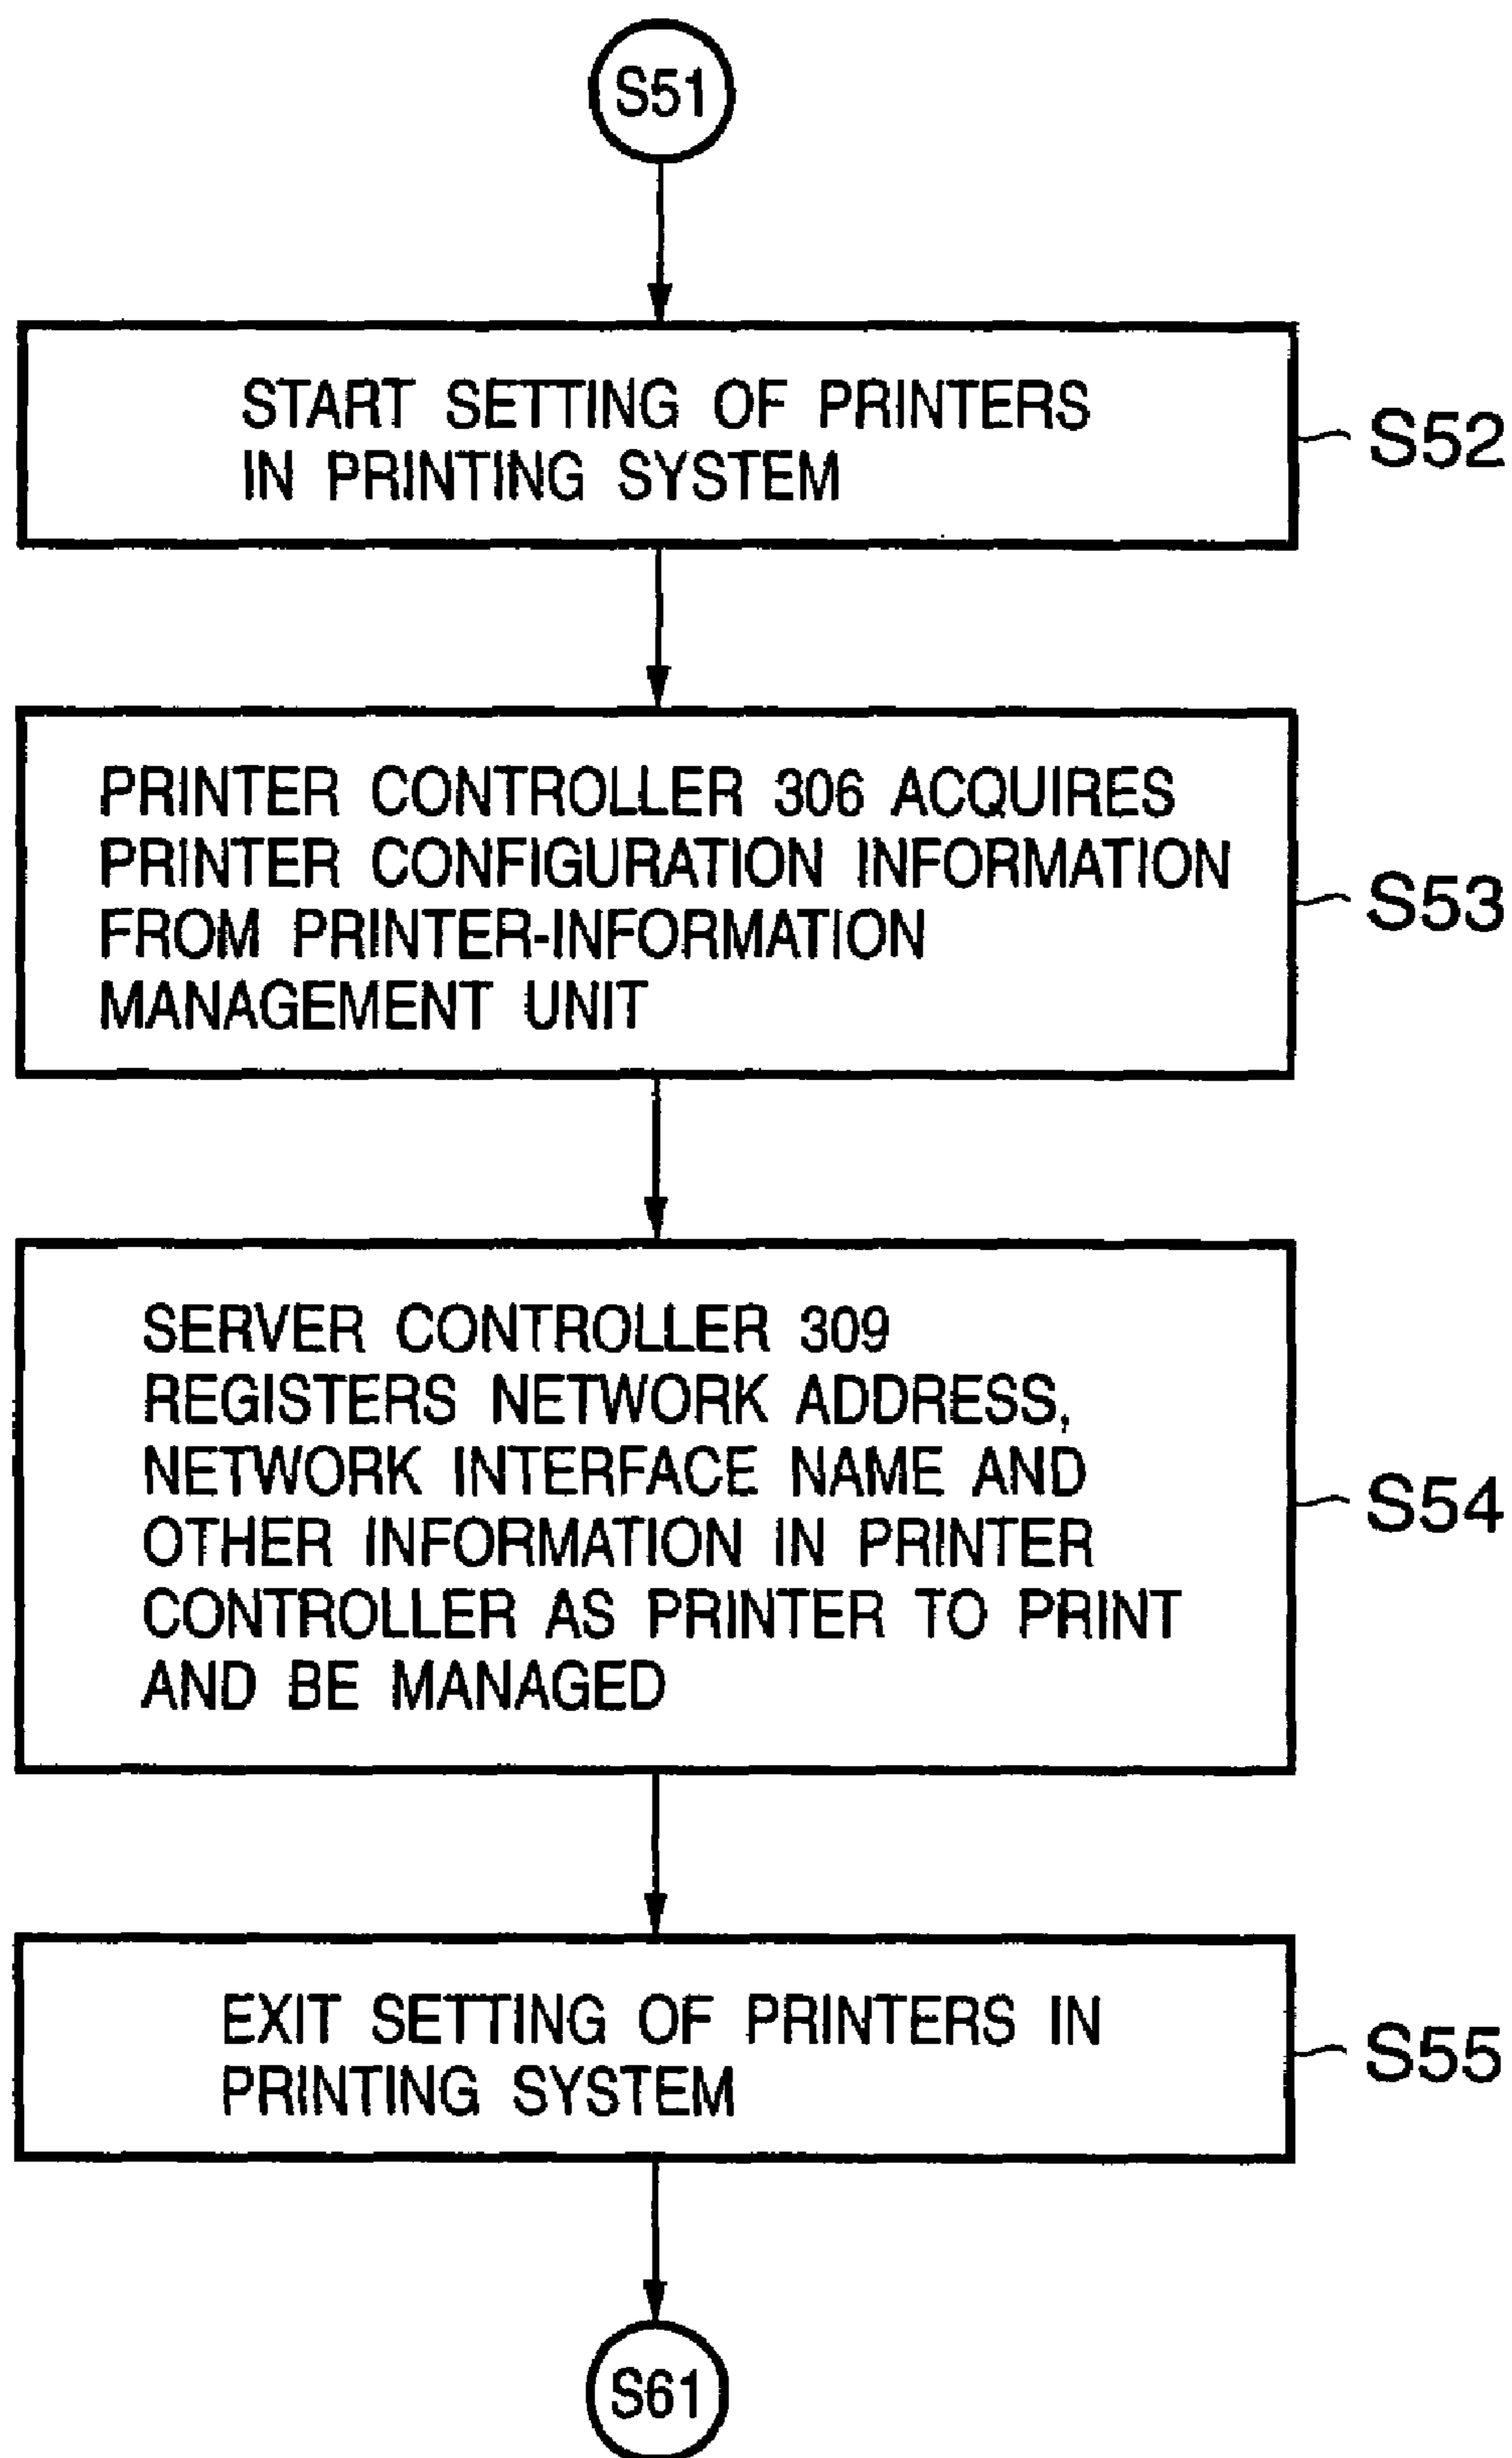 S51
START SETTING OF PRINTERS
IN PRINTING SYSTEM
S52
PRINTER CONTROLLER 306 ACQUIRES
PRINTER CONFIGURATION INFORMATION
FROM PRINTER-INFORMATION
MANAGEMENT UNIT
S53
SERVER CONTROLLER 309
REGISTERS NETWORK ADDRESS,
NETWORK INTERFACE NAME AND
OTHER INFORMATION IN PRINTER
CONTROLLER AS PRINTER TO PRINT
AND BE MANAGED
S54
EXIT SETTING OF PRINTERS IN
PRINTING SYSTEM
S55
S61